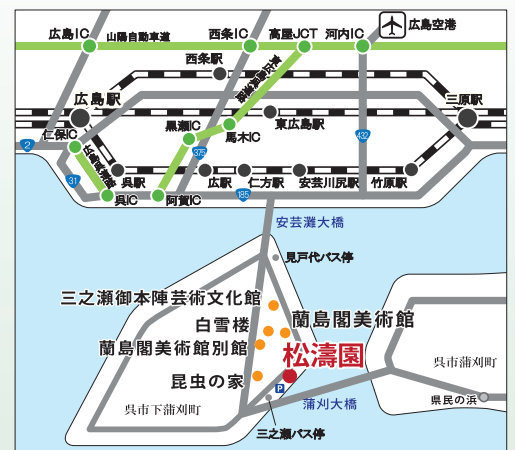 広島IC
山陽自動車道
西条IC
高屋JCT
河内IC
広島空港
西条駅
東広島呉道路
広島駅
三原駅
黒瀬IC
馬木IC
東広島駅
仁保IC
2
375
432
広島呉道路
31
呉駅
広駅
仁方駅
安芸川尻駅
竹原駅
呉IC
阿賀IC
185
安芸灘大橋
見戸代バス停
三之瀬御本陣芸術文化館
白雪楼
蘭島閣美術館
蘭島閣美術館別館
松濤園
昆虫の家
P
呉市蒲刈町
呉市下蒲刈町
蒲刈大橋
県民の浜
三之瀬バス停